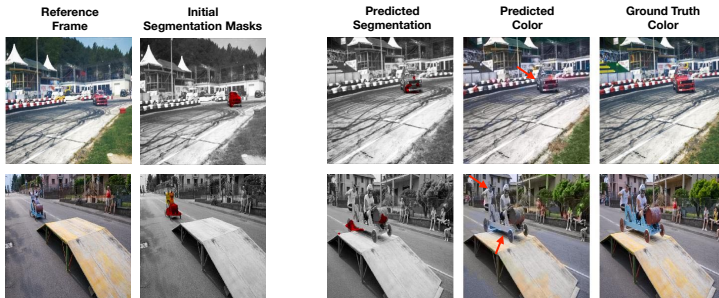 Reference
Frame
Initial
Segmentation Masks
Predicted
Segmentation
Predicted
Color
Ground Truth
Color